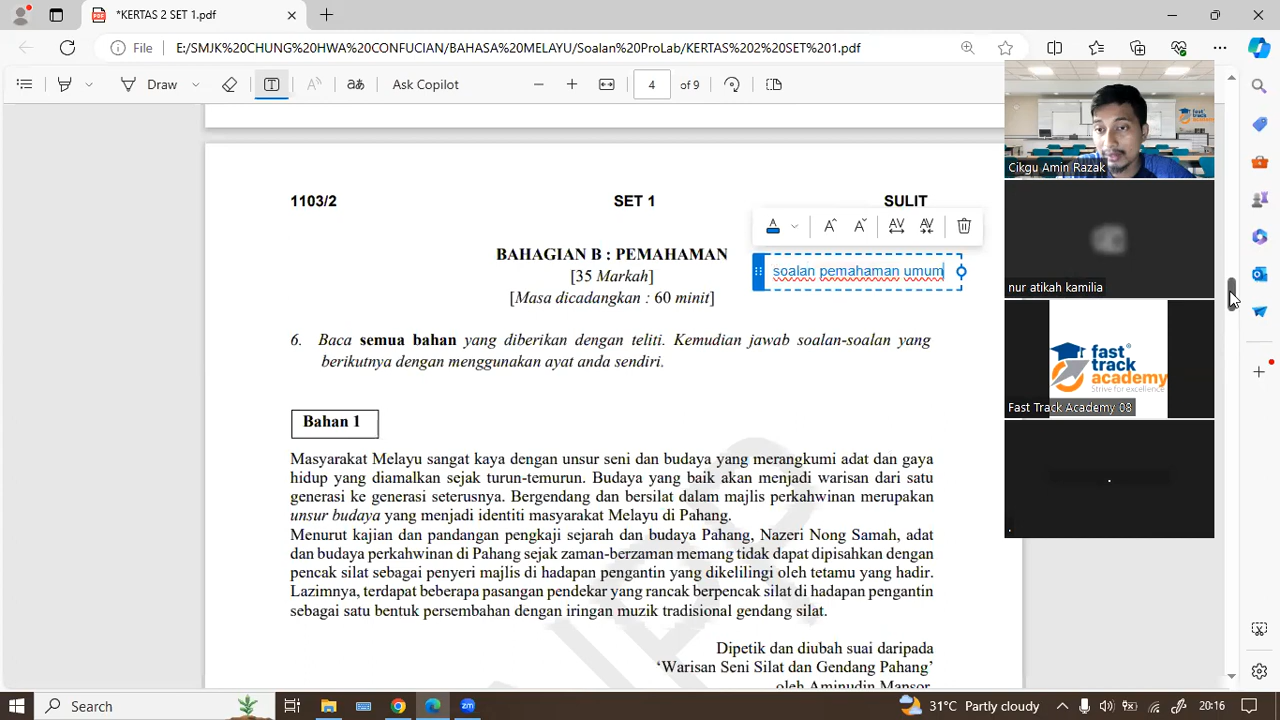 *KERTAS 2 SET 1.pdf
File
E:/SMJK%20CHUNG%20HWA%20CONFUCIAN/BAHASA%20MELAYU/Soalan%20ProLab/KERTAS%202%20SET%201.pdf
Draw
Ask Copilot
4 of 9
1103/2 SET 1 SULIT
BAHAGIAN B : PEMAHAMAN
[35 Markah]
soalan pemahaman umum
[Masa dicadangkan : 60 minit]
6. Baca semua bahan yang diberikan dengan teliti. Kemudian jawab soalan-soalan yang
berikutnya dengan menggunakan ayat anda sendiri.
Bahan 1
Masyarakat Melayu sangat kaya dengan unsur seni dan budaya yang merangkumi adat dan gaya
hidup yang diamalkan sejak turun-temurun. Budaya yang baik akan menjadi warisan dari satu
generasi ke generasi seterusnya. Bergendang dan bersilat dalam majlis perkahwinan merupakan
unsur budaya yang menjadi identiti masyarakat Melayu di Pahang.
Menurut kajian dan pandangan pengkaji sejarah dan budaya Pahang, Nazeri Nong Samah, adat
dan budaya perkahwinan di Pahang sejak zaman-berzaman memang tidak dapat dipisahkan dengan
pencak silat sebagai penyeri majlis di hadapan pengantin yang dikelilingi oleh tetamu yang hadir.
Lazimnya, terdapat beberapa pasangan pendekar yang rancak berpencak silat di hadapan pengantin
sebagai satu bentuk persembahan dengan iringan muzik tradisional gendang silat.
Dipetik dan diubah suai daripada
'Warisan Seni Silat dan Gendang Pahang'
oleh Aminudin Mansor
Cikgu Amin Razak
nur atikah kamilia
fast
track
academy
Strive for excellence
Fast Track Academy 08
Search
31°C Partly cloudy
20:16